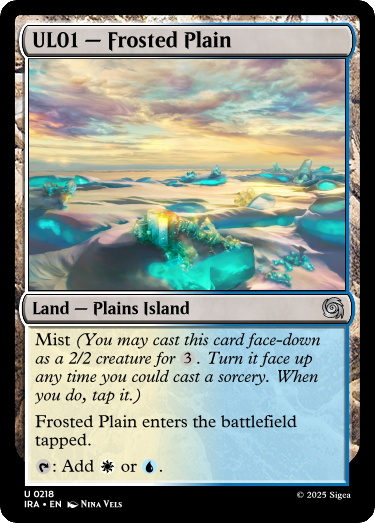 UL01 — Frosted Plain
Land — Plains Island
Mist (You may cast this card face-down
as a 2/2 creature for 3. Turn it face up
any time you could cast a sorcery. When
you do, tap it.)
Frosted Plain enters the battlefield
tapped.
: Add or .
U 0218
IRA • EN Nina Vels
© 2025 Sigea